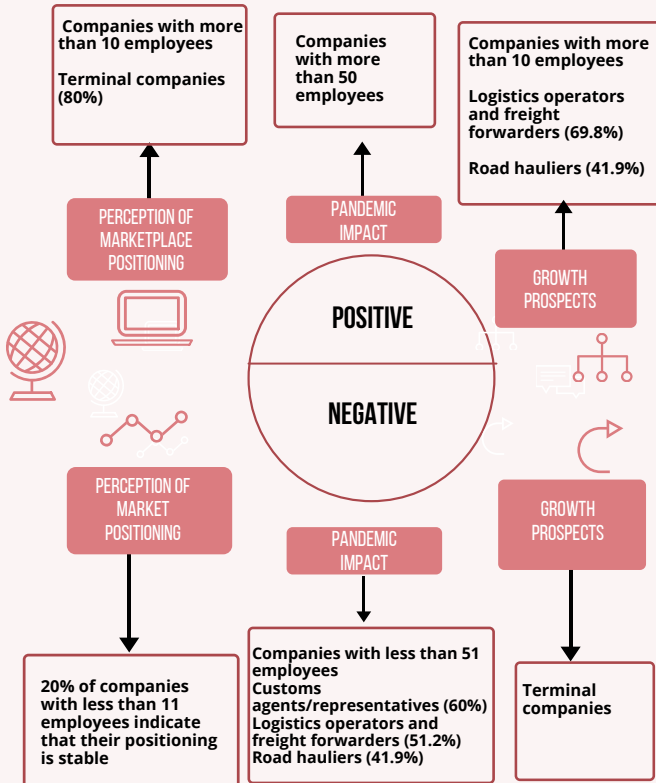 Companies with more
than 10 employees
Terminal companies
(80%)
Companies
with more
than 50
employees
Companies with more
than 10 employees
Logistics operators
and freight
forwarders (69.8%)
Road hauliers (41.9%)
PERCEPTION OF
MARKETPLACE
POSITIONING
PANDEMIC
IMPACT
GROWTH
PROSPECTS
POSITIVE
NEGATIVE
PERCEPTION OF
MARKET
POSITIONING
PANDEMIC
IMPACT
GROWTH
PROSPECTS
20% of companies
with less than 11
employees indicate
that their positioning
is stable
Companies with less than 51
employees
Customs
agents/representatives (60%)
Logistics operators and
freight forwarders (51.2%)
Road hauliers (41.9%)
Terminal
companies